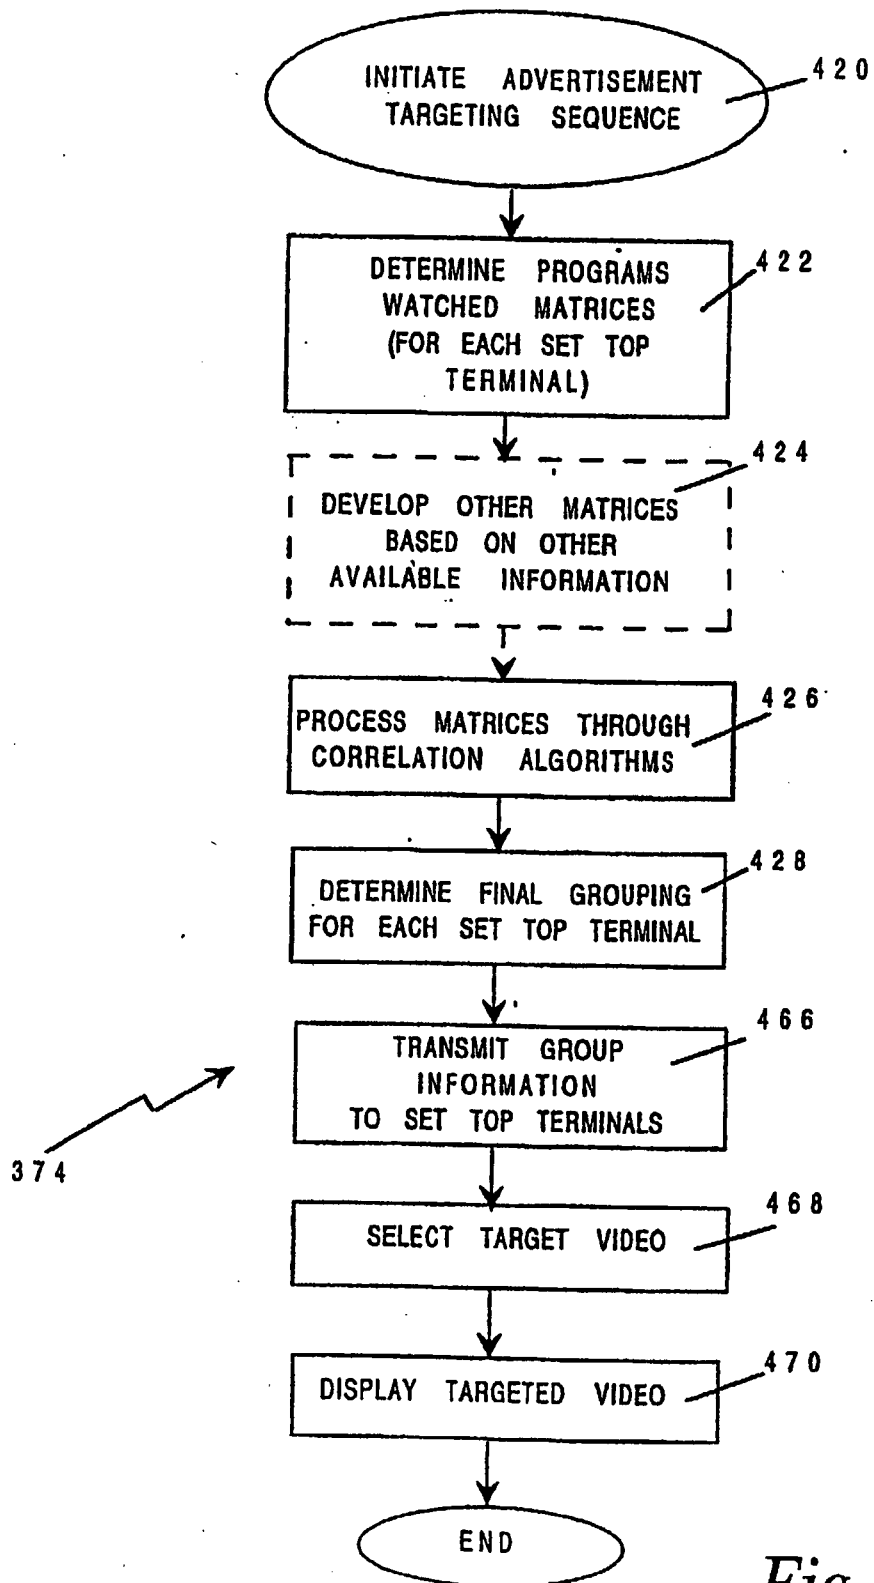 INITIATE ADVERTISEMENT
TARGETING SEQUENCE
420
DETERMINE PROGRAMS
WATCHED MATRICES
(FOR EACH SET TOP
TERMINAL)
422
424
DEVELOP OTHER MATRICES
BASED ON OTHER
AVAILABLE INFORMATION
426
PROCESS MATRICES THROUGH
CORRELATION ALGORITHMS
428
DETERMINE FINAL GROUPING
FOR EACH SET TOP TERMINAL
466
TRANSMIT GROUP
INFORMATION
TO SET TOP TERMINALS
374
468
SELECT TARGET VIDEO
470
DISPLAY TARGETED VIDEO
END
Fig